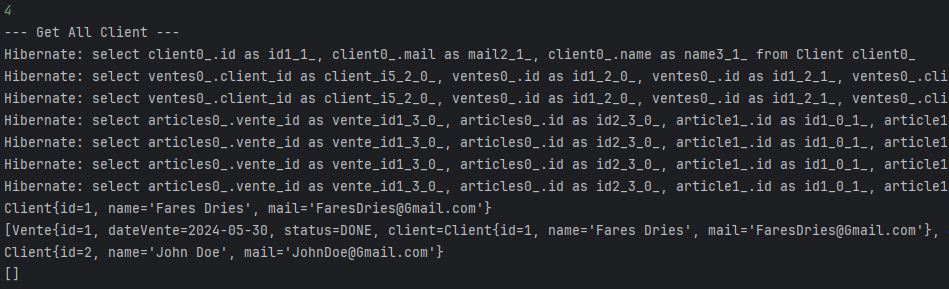 4
--- Get All Client ---
Hibernate: select client0_.id as id1_1_, client0_.mail as mail2_1_, client0_.name as name3_1_ from Client client0_
Hibernate: select ventes0_.client_id as client_i5_2_0_, ventes0_.id as id1_2_0_, ventes0_.id as id1_2_1_, ventes0_.cli
Hibernate: select ventes0_.client_id as client_i5_2_0_, ventes0_.id as id1_2_0_, ventes0_.id as id1_2_1_, ventes0_.cli
Hibernate: select articles0_.vente_id as vente_id1_3_0_, articles0_.id as id2_3_0_, article1_.id as id1_0_1_, article1
Hibernate: select articles0_.vente_id as vente_id1_3_0_, articles0_.id as id2_3_0_, article1_.id as id1_0_1_, article1
Hibernate: select articles0_.vente_id as vente_id1_3_0_, articles0_.id as id2_3_0_, article1_.id as id1_0_1_, article1
Hibernate: select articles0_.vente_id as vente_id1_3_0_, articles0_.id as id2_3_0_, article1_.id as id1_0_1_, article1
Client{id=1, name='Fares Dries', mail='FaresDries@Gmail.com'}
[Vente{id=1, dateVente=2024-05-30, status=DONE, client=Client{id=1, name='Fares Dries', mail='FaresDries@Gmail.com'},
Client{id=2, name='John Doe', mail='JohnDoe@Gmail.com'}
[]